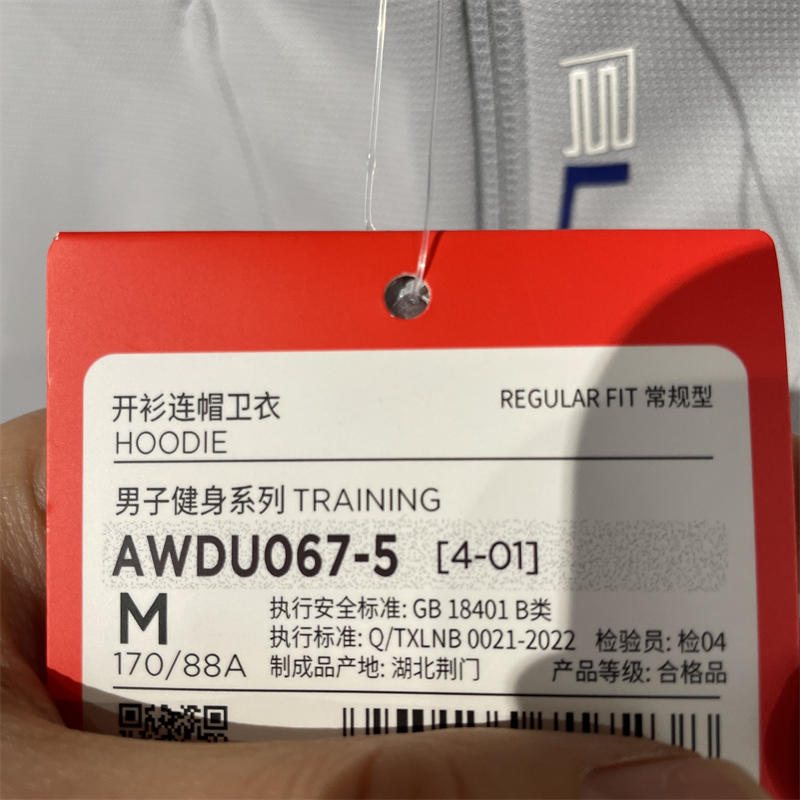 开衫连帽卫衣
HOODIE
REGULAR FIT 常规型
男子健身系列 TRAINING
AWDU067-5 [4-01]
M
170/88A
执行安全标准: GB 18401 B类
执行标准: Q/TXLNB 0021-2022 检验员: 检04
制成品产地: 湖北荆门 产品等级: 合格品